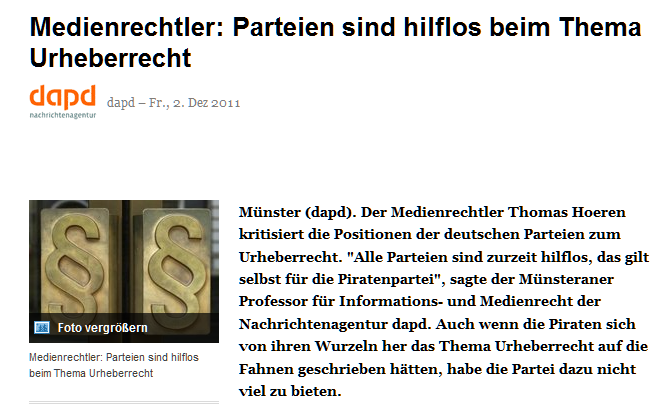 Medienrechtler: Parteien sind hilflos beim Thema
Urheberrecht
dapd
nachrichtenagentur
dapd – Fr., 2. Dez 2011
§ §
Foto vergrößern
Medienrechtler: Parteien sind hilflos
beim Thema Urheberrecht
Münster (dapd). Der Medienrechtler Thomas Hoeren
kritisiert die Positionen der deutschen Parteien zum
Urheberrecht. "Alle Parteien sind zurzeit hilflos, das gilt
selbst für die Piratenpartei", sagte der Münsteraner
Professor für Informations- und Medienrecht der
Nachrichtenagentur dapd. Auch wenn die Piraten sich
von ihren Wurzeln her das Thema Urheberrecht auf die
Fahnen geschrieben hätten, habe die Partei dazu nicht
viel zu bieten.